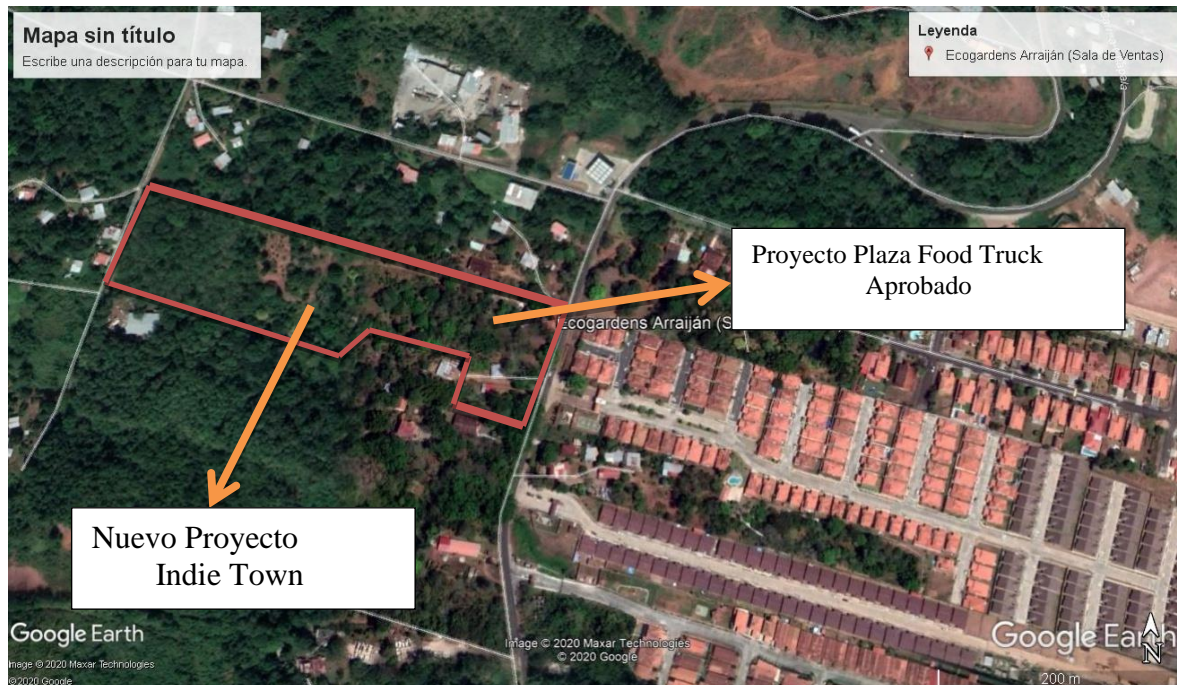 Mapa sin título
Escribe una descripción para tu mapa.
Leyenda
Ecogardens Arraiján (Sala de Ventas)
Proyecto Plaza Food Truck
Aprobado
Ecogardens Arraiján (S
Nuevo Proyecto
Indie Town
Google Earth
Image © 2020 Maxar Technologies
© 2020 Google
Image © 2020 Maxar Technologies
© 2020 Google
Google Earth
N
200 m